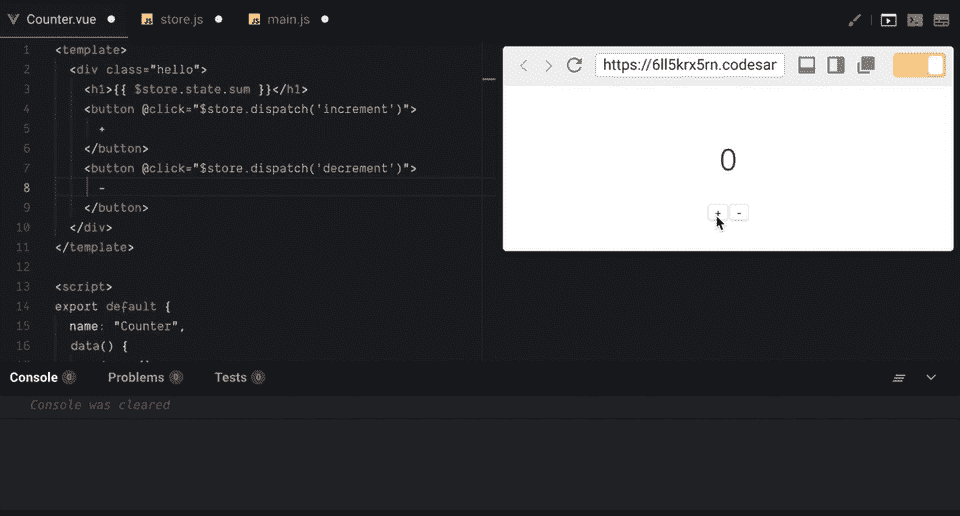 Counter.vue store.js main.js
1 <template>
2 <div class="hello">
3 <h1>{{ $store.state.sum }}</h1>
4 <button @click="$store.dispatch('increment')">
5 +
6 </button>
7 <button @click="$store.dispatch('decrement')">
8 -
9 </button>
10 </div>
11 </template>
12
13 <script>
14 export default {
15 name: "Counter",
16 data() {
https://6ll5krx5rn.codesar
0
+ -
Console 0 Problems 0 Tests 0
Console was cleared